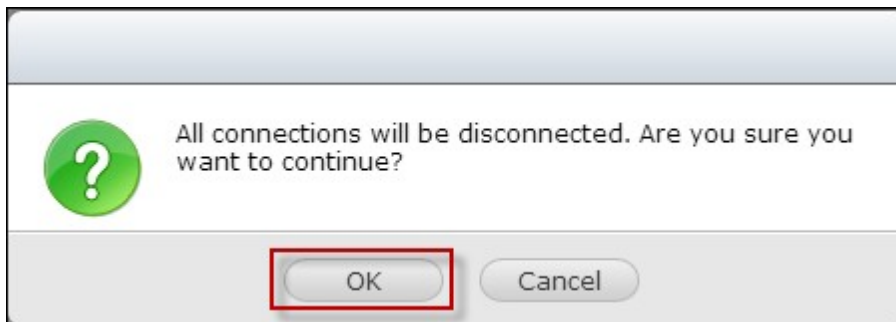 All connections will be disconnected. Are you sure you
want to continue?
OK Cancel